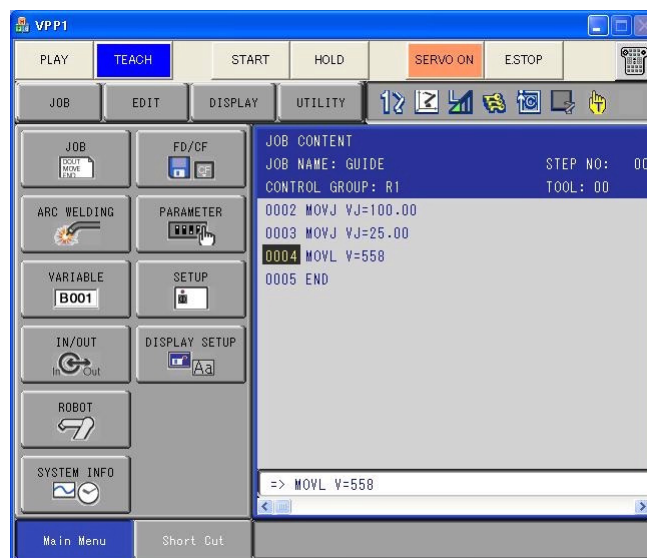 VPP1
PLAY TEACH START HOLD SERVO ON E.STOP
JOB EDIT DISPLAY UTILITY
JOB
DOUT
MOVE
END
FD/CF
CF
ARC WELDING
PARAMETER
VARIABLE
B001
SETUP
IN/OUT
In Out
DISPLAY SETUP
Aa
ROBOT
SYSTEM INFO
Main Menu Short Cut
JOB CONTENT
JOB NAME: GUIDE STEP NO: 00
CONTROL GROUP: R1 TOOL: 00
0002 MOVJ VJ=100.00
0003 MOVJ VJ=25.00
0004 MOVL V=558
0005 END
=> MOVL V=558